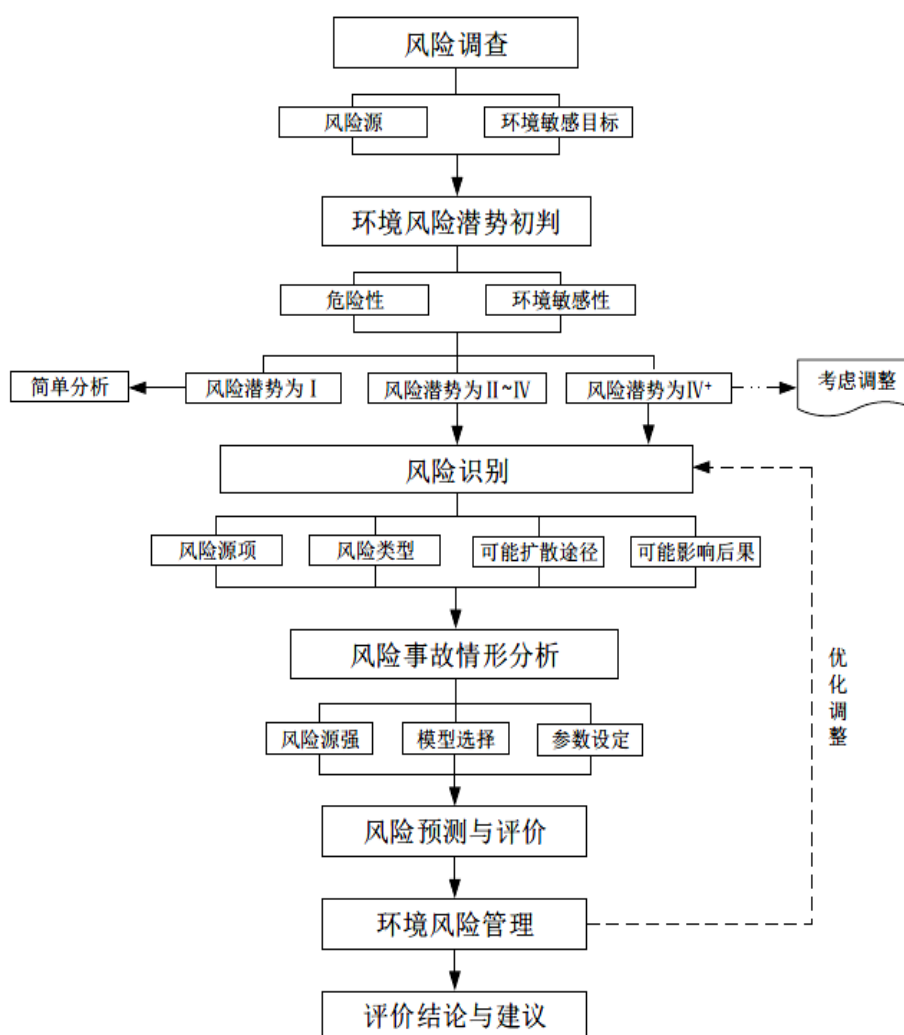 风险调查
风险源
环境敏感目标
环境风险潜势初判
危险性
环境敏感性
简单分析
风险潜势为Ⅰ
风险潜势为Ⅱ~Ⅳ
风险潜势为Ⅳ⁺
考虑调整
风险识别
风险源项
风险类型
可能扩散途径
可能影响后果
风险事故情形分析
优化调整
风险源强
模型选择
参数设定
风险预测与评价
环境风险管理
评价结论与建议